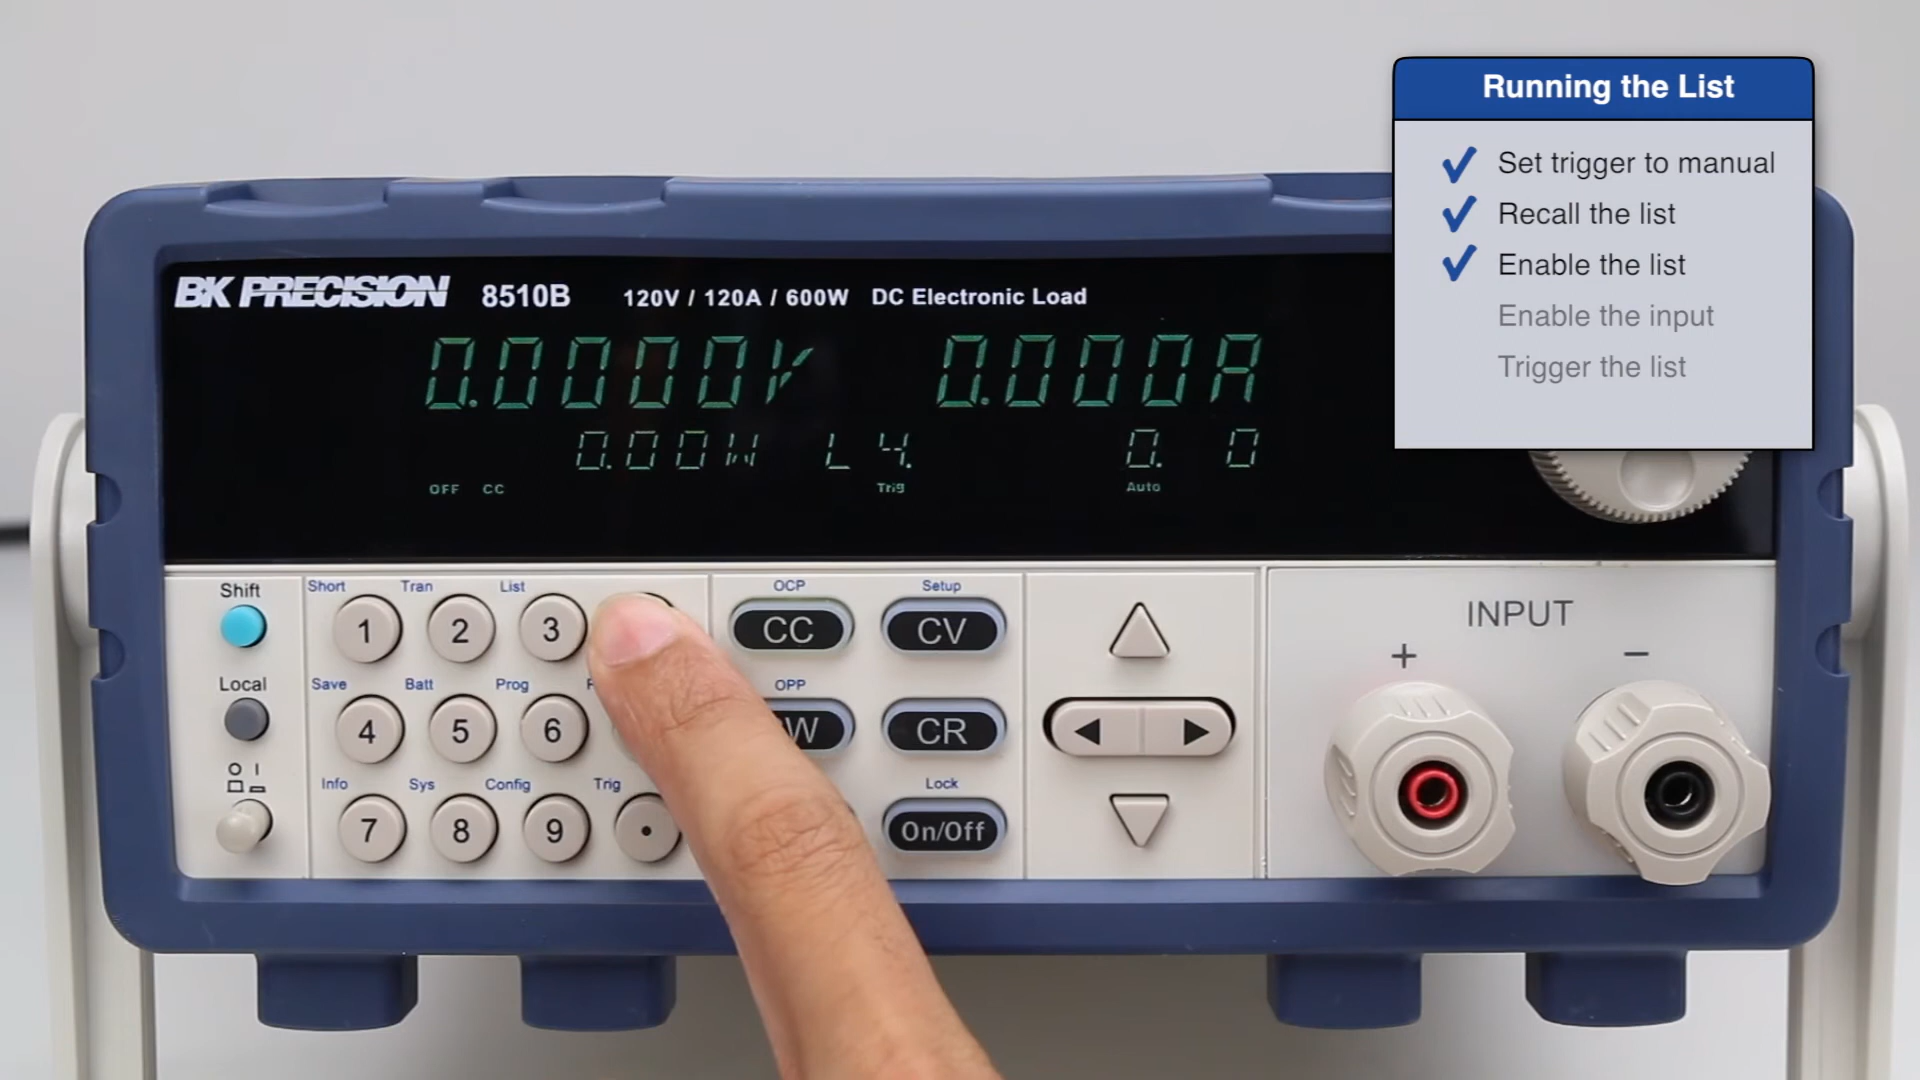 Running the List
Set trigger to manual
Recall the list
Enable the list
Enable the input
Trigger the list
BK PRECISION 8510B 120V / 120A / 600W DC Electronic Load
0.0000V 0.000A
0.00W L 4. 0. 0
OFF CC Trig Auto
Shift Short Tran List OCP Setup
1 2 3 CC CV
INPUT
+ −
Local Save Batt Prog OPP
4 5 6 CR
O I Info Sys Config Trig Lock
7 8 9 . On/Off